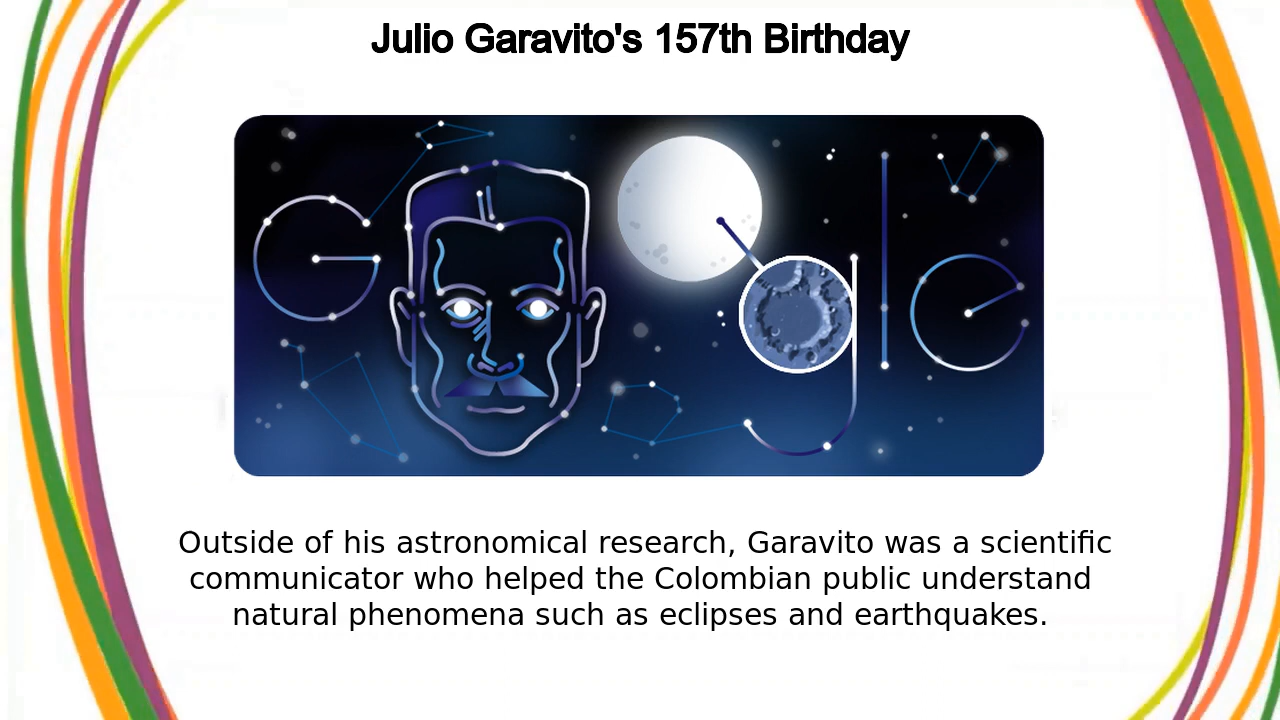 Julio Garavito's 157th Birthday
G gle
Outside of his astronomical research, Garavito was a scientific
communicator who helped the Colombian public understand
natural phenomena such as eclipses and earthquakes.